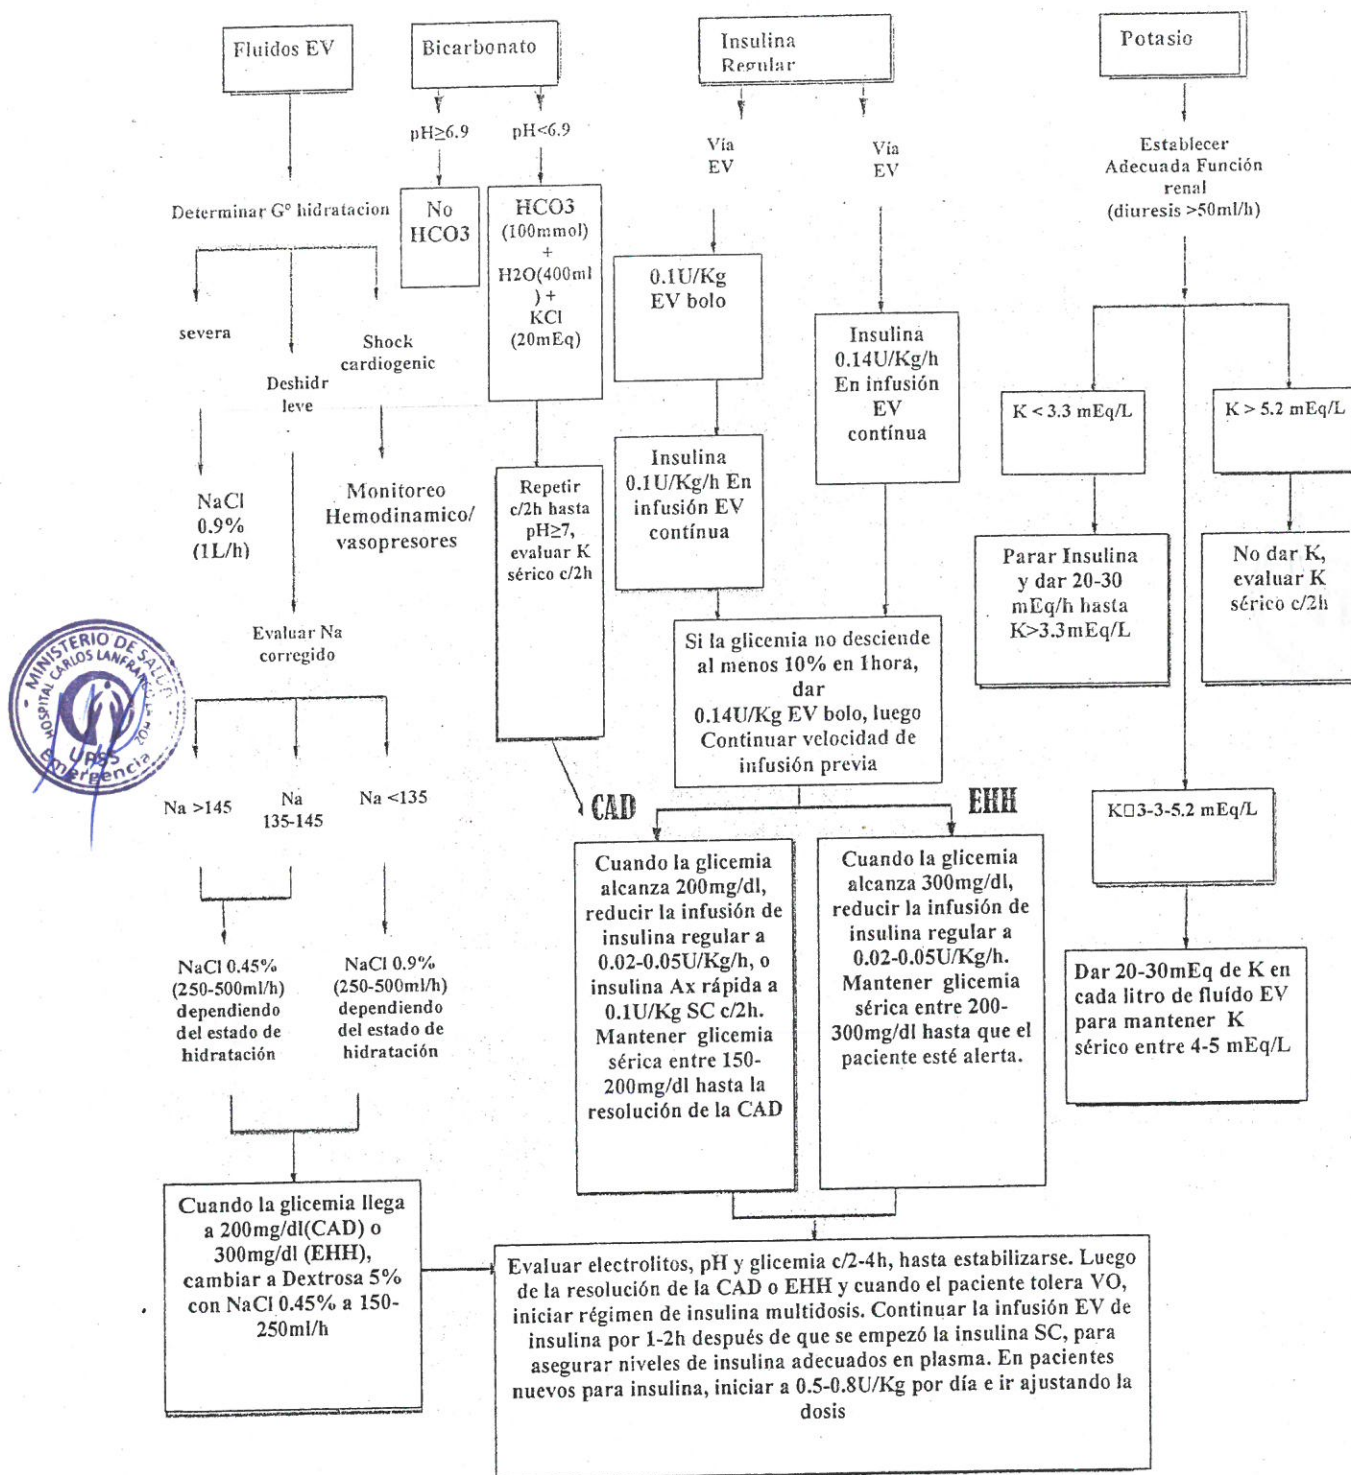 Fluidos EV
Bicarbonato
Insulina
Regular
Potasio
pH≥6.9
pH<6.9
Vía
EV
Vía
EV
Establecer
Adecuada Función
renal
(diuresis >50ml/h)
Determinar G° hidratacion
No
HCO3
HCO3
(100mmol)
+
H2O(400ml
) +
KCl
(20mEq)
0.1U/Kg
EV bolo
Insulina
0.14U/Kg/h
En infusión
EV
contínua
severa
Deshidr
leve
Shock
cardiogenic
K < 3.3 mEq/L
K > 5.2 mEq/L
NaCl
0.9%
(1L/h)
Monitoreo
Hemodinamico/
vasopresores
Repetir
c/2h hasta
pH≥7,
evaluar K
sérico c/2h
Insulina
0.1U/Kg/h En
infusión EV
contínua
Parar Insulina
y dar 20-30
mEq/h hasta
K>3.3mEq/L
No dar K,
evaluar K
sérico c/2h
Evaluar Na
corregido
Si la glicemia no desciende
al menos 10% en 1hora,
dar
0.14U/Kg EV bolo, luego
Continuar velocidad de
infusión previa
MINISTERIO DE SALUD
HOSPITAL CARLOS LANFRANCO LA HOZ
UPSS
Emergencia
Na >145
Na
135-145
Na <135
CAD
EHH
K□3-3-5.2 mEq/L
Cuando la glicemia
alcanza 200mg/dl,
reducir la infusión de
insulina regular a
0.02-0.05U/Kg/h, o
insulina Ax rápida a
0.1U/Kg SC c/2h.
Mantener glicemia
sérica entre 150-
200mg/dl hasta la
resolución de la CAD
Cuando la glicemia
alcanza 300mg/dl,
reducir la infusión de
insulina regular a
0.02-0.05U/Kg/h.
Mantener glicemia
sérica entre 200-
300mg/dl hasta que el
paciente esté alerta.
NaCl 0.45%
(250-500ml/h)
dependiendo
del estado de
hidratación
NaCl 0.9%
(250-500ml/h)
dependiendo
del estado de
hidratación
Dar 20-30mEq de K en
cada litro de fluído EV
para mantener K
sérico entre 4-5 mEq/L
Cuando la glicemia llega
a 200mg/dl(CAD) o
300mg/dl (EHH),
cambiar a Dextrosa 5%
con NaCl 0.45% a 150-
250ml/h
Evaluar electrolitos, pH y glicemia c/2-4h, hasta estabilizarse. Luego
de la resolución de la CAD o EHH y cuando el paciente tolera VO,
iniciar régimen de insulina multidosis. Continuar la infusión EV de
insulina por 1-2h después de que se empezó la insulina SC, para
asegurar niveles de insulina adecuados en plasma. En pacientes
nuevos para insulina, iniciar a 0.5-0.8U/Kg por día e ir ajustando la
dosis